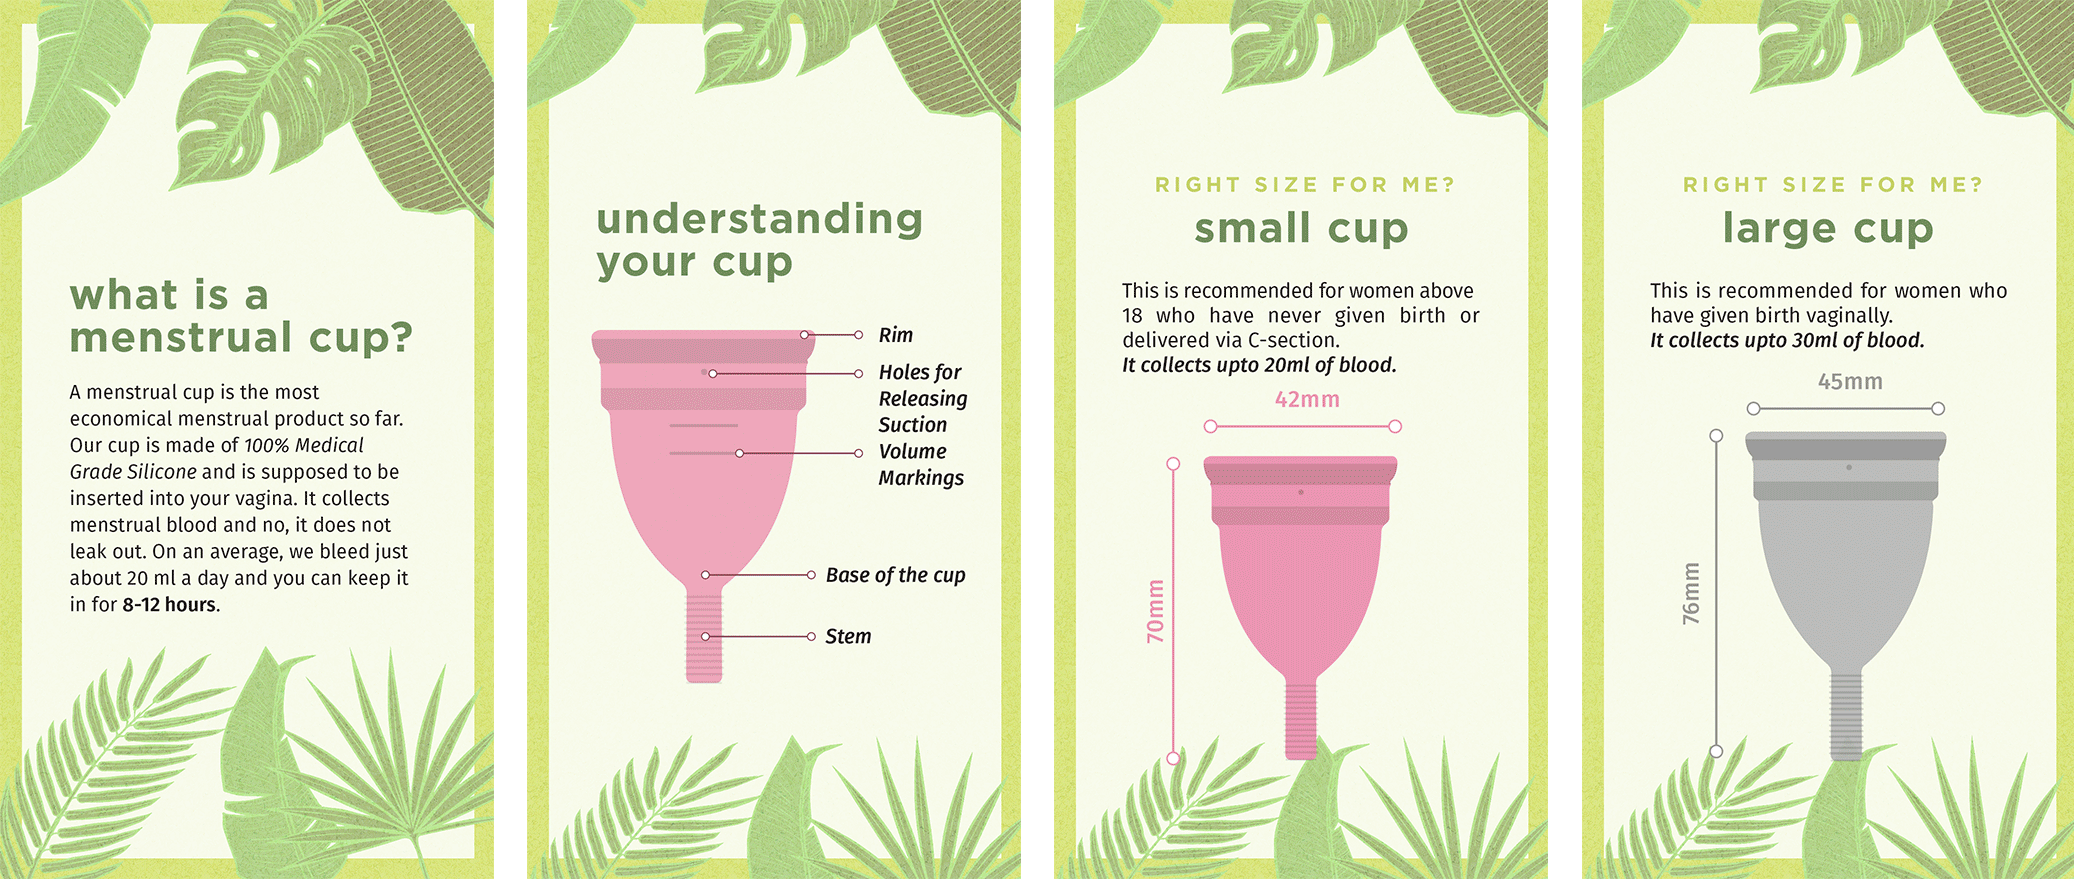 what is a
menstrual cup?
A menstrual cup is the most
economical menstrual product so far.
Our cup is made of 100% Medical
Grade Silicone and is supposed to be
inserted into your vagina. It collects
menstrual blood and no, it does not
leak out. On an average, we bleed just
about 20 ml a day and you can keep it
in for 8-12 hours.
understanding
your cup
Rim
Holes for
Releasing
Suction
Volume
Markings
Base of the cup
Stem
RIGHT SIZE FOR ME?
small cup
This is recommended for women above
18 who have never given birth or
delivered via C-section.
It collects upto 20ml of blood.
42mm
70mm
RIGHT SIZE FOR ME?
large cup
This is recommended for women who
have given birth vaginally.
It collects upto 30ml of blood.
45mm
76mm